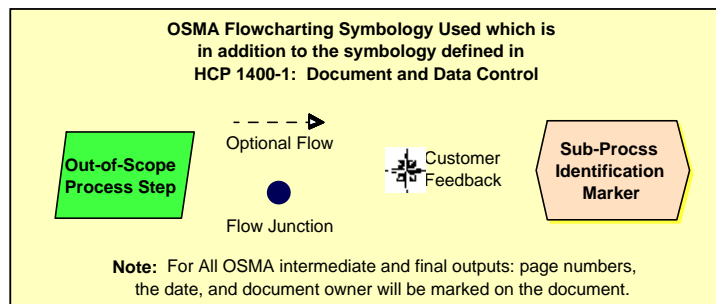 OSMA Flowcharting Symbology Used which is
in addition to the symbology defined in
HCP 1400-1: Document and Data Control
Out-of-Scope
Process Step
Optional Flow
Flow Junction
Customer
Feedback
Sub-Procss
Identification
Marker
Note: For All OSMA intermediate and final outputs: page numbers,
the date, and document owner will be marked on the document.